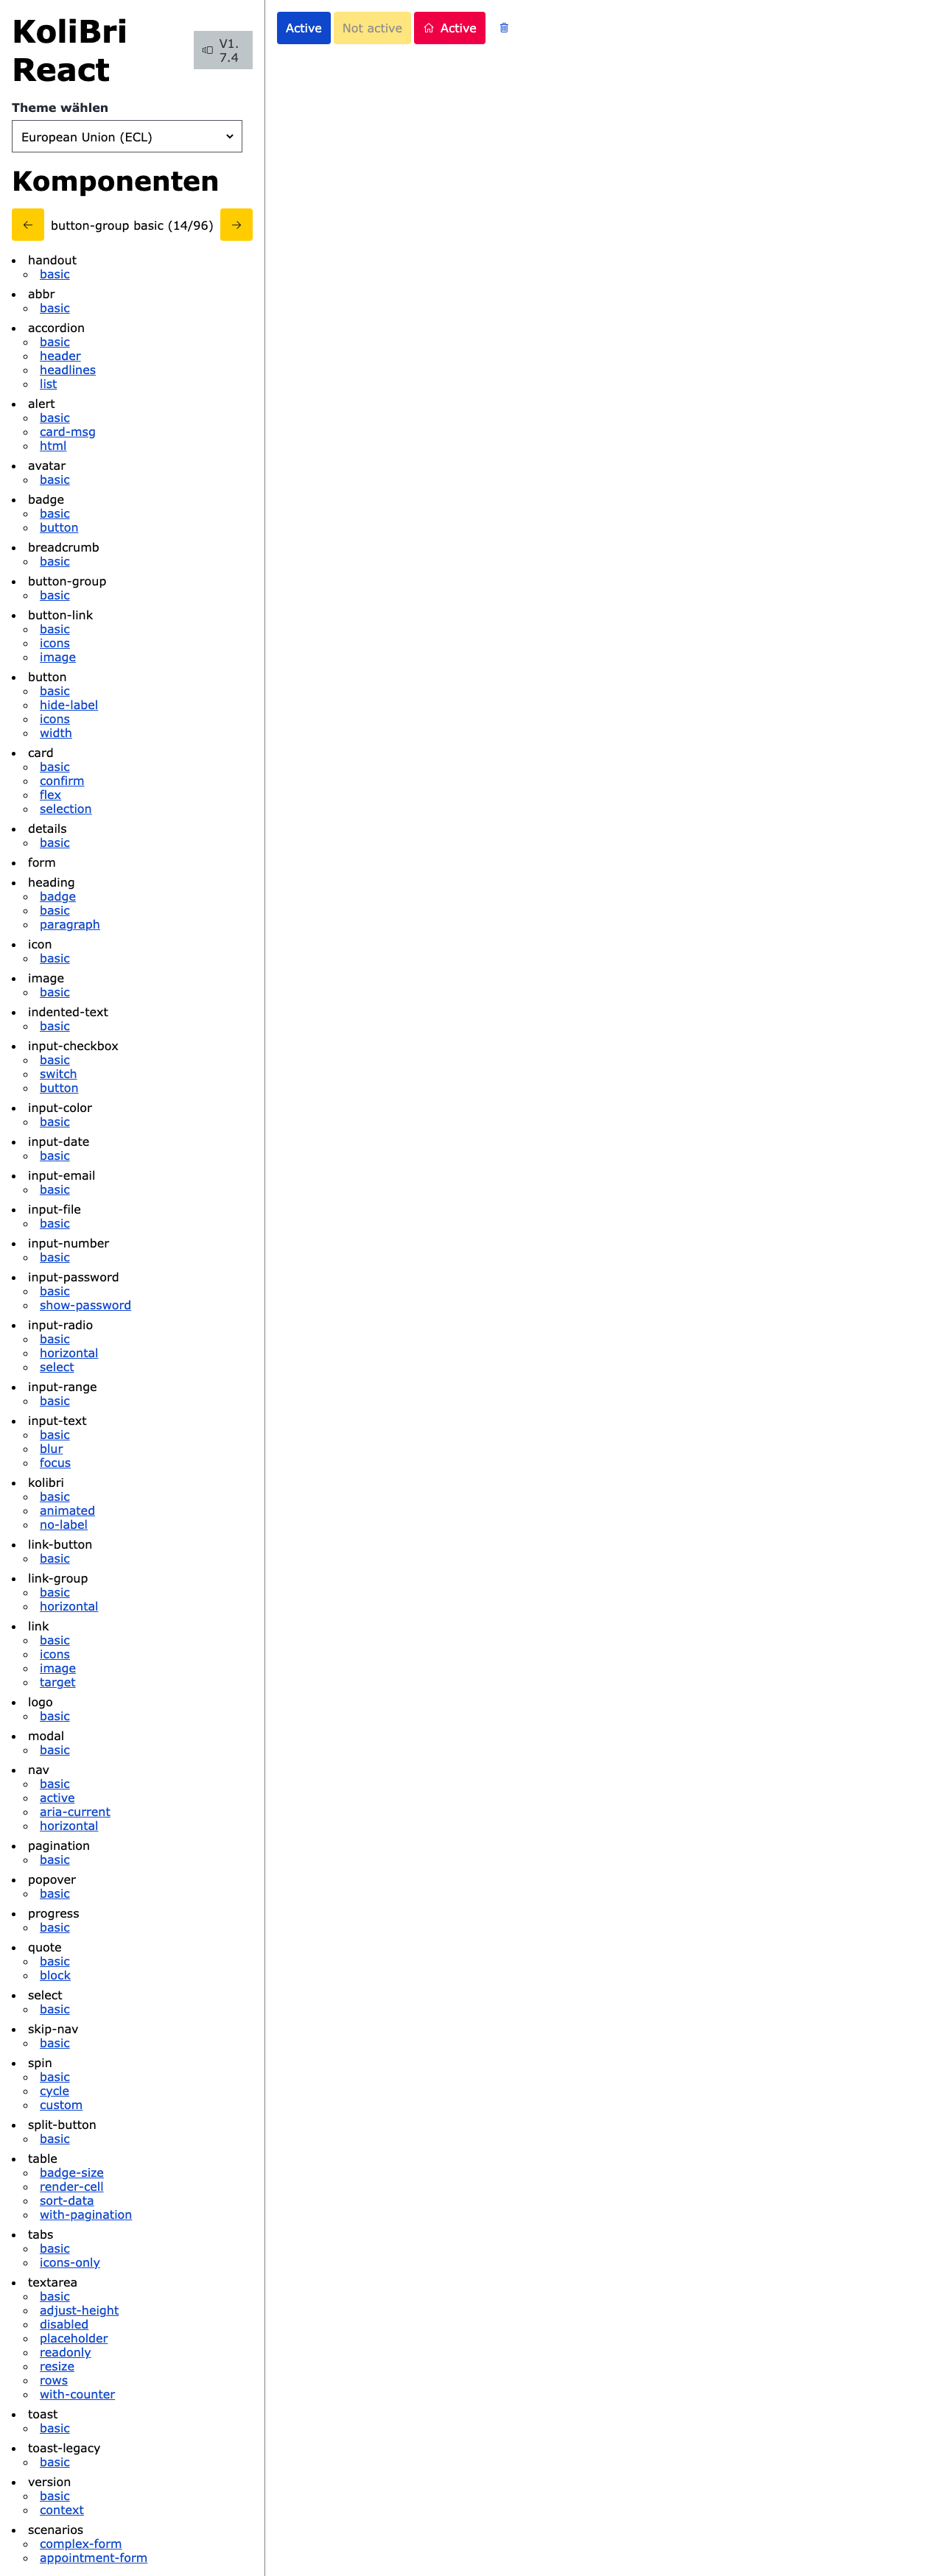 KoliBri
React
V1.
7.4
Theme wählen
European Union (ECL)
Komponenten
button-group basic (14/96)
handout
basic
abbr
basic
accordion
basic
header
headlines
list
alert
basic
card-msg
html
avatar
basic
badge
basic
button
breadcrumb
basic
button-group
basic
button-link
basic
icons
image
button
basic
hide-label
icons
width
card
basic
confirm
flex
selection
details
basic
form
heading
badge
basic
paragraph
icon
basic
image
basic
indented-text
basic
input-checkbox
basic
switch
button
input-color
basic
input-date
basic
input-email
basic
input-file
basic
input-number
basic
input-password
basic
show-password
input-radio
basic
horizontal
select
input-range
basic
input-text
basic
blur
focus
kolibri
basic
animated
no-label
link-button
basic
link-group
basic
horizontal
link
basic
icons
image
target
logo
basic
modal
basic
nav
basic
active
aria-current
horizontal
pagination
basic
popover
basic
progress
basic
quote
basic
block
select
basic
skip-nav
basic
spin
basic
cycle
custom
split-button
basic
table
badge-size
render-cell
sort-data
with-pagination
tabs
basic
icons-only
textarea
basic
adjust-height
disabled
placeholder
readonly
resize
rows
with-counter
toast
basic
toast-legacy
basic
version
basic
context
scenarios
complex-form
appointment-form
Active
Not active
Active